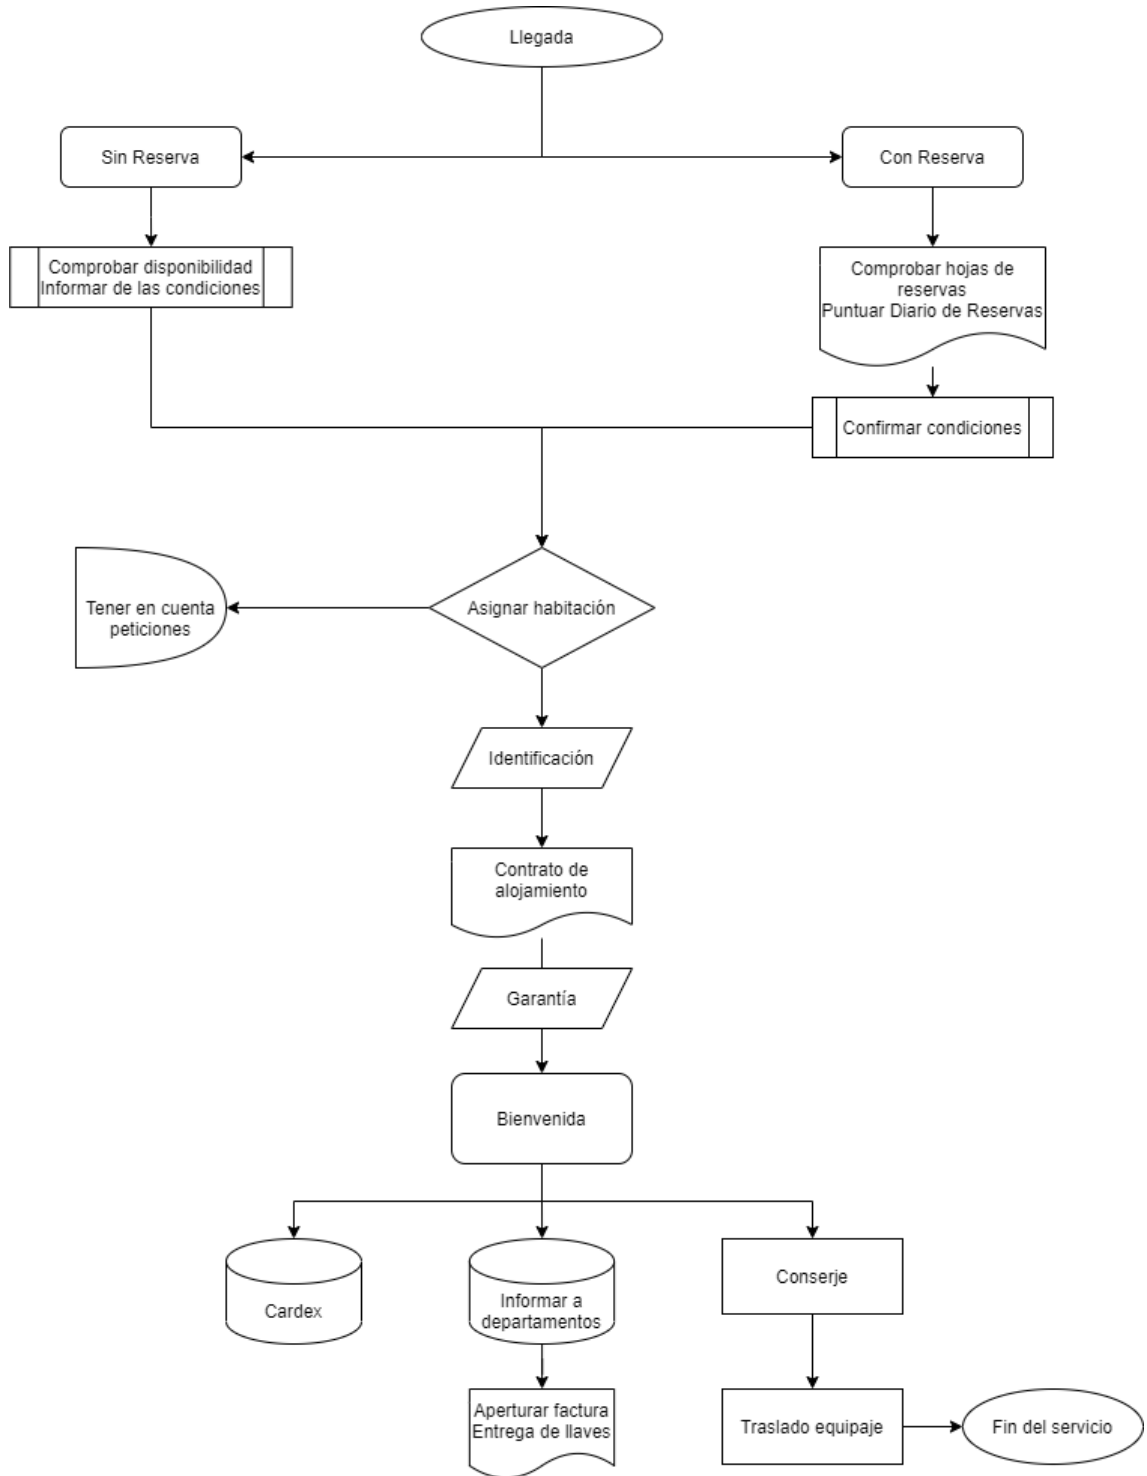 Llegada
Sin Reserva
Con Reserva
Comprobar disponibilidad
Informar de las condiciones
Comprobar hojas de
reservas
Puntuar Diario de Reservas
Confirmar condiciones
Asignar habitación
Tener en cuenta
peticiones
Identificación
Contrato de
alojamiento
Garantía
Bienvenida
Cardex
Informar a
departamentos
Conserje
Aperturar factura
Entrega de llaves
Traslado equipaje
Fin del servicio